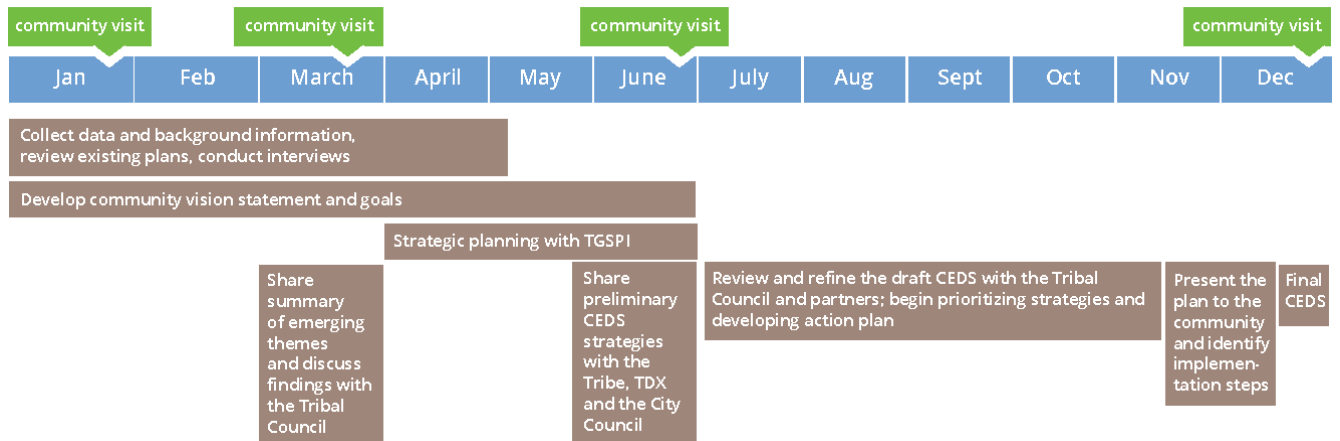 community visit
community visit
community visit
community visit
Jan
Feb
March
April
May
June
July
Aug
Sept
Oct
Nov
Dec
Collect data and background information,
review existing plans, conduct interviews
Develop community vision statement and goals
Strategic planning with TGSPI
Share
summary
of emerging
themes
and discuss
findings with
the Tribal
Council
Share
preliminary
CEDS
strategies
with the
Tribe, TDX
and the City
Council
Review and refine the draft CEDS with the Tribal
Council and partners; begin prioritizing strategies and
developing action plan
Present the
plan to the
community
and identify
implemen-
tation steps
Final
CEDS